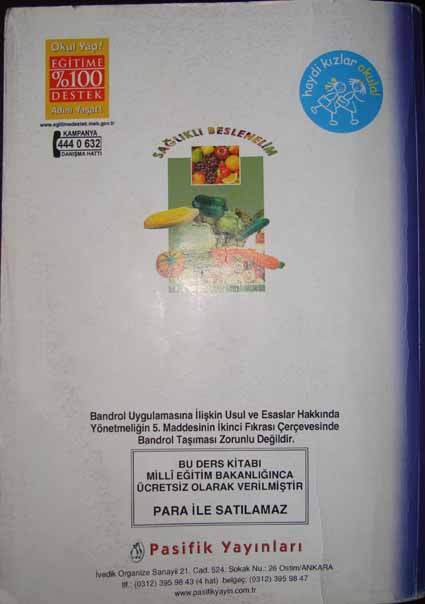 Okul Yap!
EĞİTİME
%100
DESTEK
Adını Yaşat!
www.egitimedestek.meb.gov.tr
KAMPANYA
444 0 632
DANIŞMA HATTI
haydi kızlar okula!
SAĞLIKLI BESLENELİM
Bandrol Uygulamasına İlişkin Usul ve Esaslar Hakkında
Yönetmeliğin 5. Maddesinin İkinci Fıkrası Çerçevesinde
Bandrol Taşıması Zorunlu Değildir.
BU DERS KİTABI
MİLLÎ EĞİTİM BAKANLIĞINCA
ÜCRETSİZ OLARAK VERİLMİŞTİR
PARA İLE SATILAMAZ
Pasifik Yayınları
İvedik Organize Sanayii 21. Cad. 524. Sokak Nu.: 26 Ostim/ANKARA
tlf.: (0312) 395 98 43 (4 hat) belgeç: (0312) 395 98 47
www.pasifikyayin.com.tr